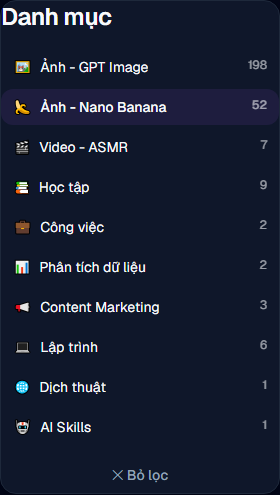 Danh mục
Ảnh - GPT Image 198
Ảnh - Nano Banana 52
Video - ASMR 7
Học tập 9
Công việc 2
Phân tích dữ liệu 2
Content Marketing 3
Lập trình 6
Dịch thuật 1
AI Skills 1
Bỏ lọc